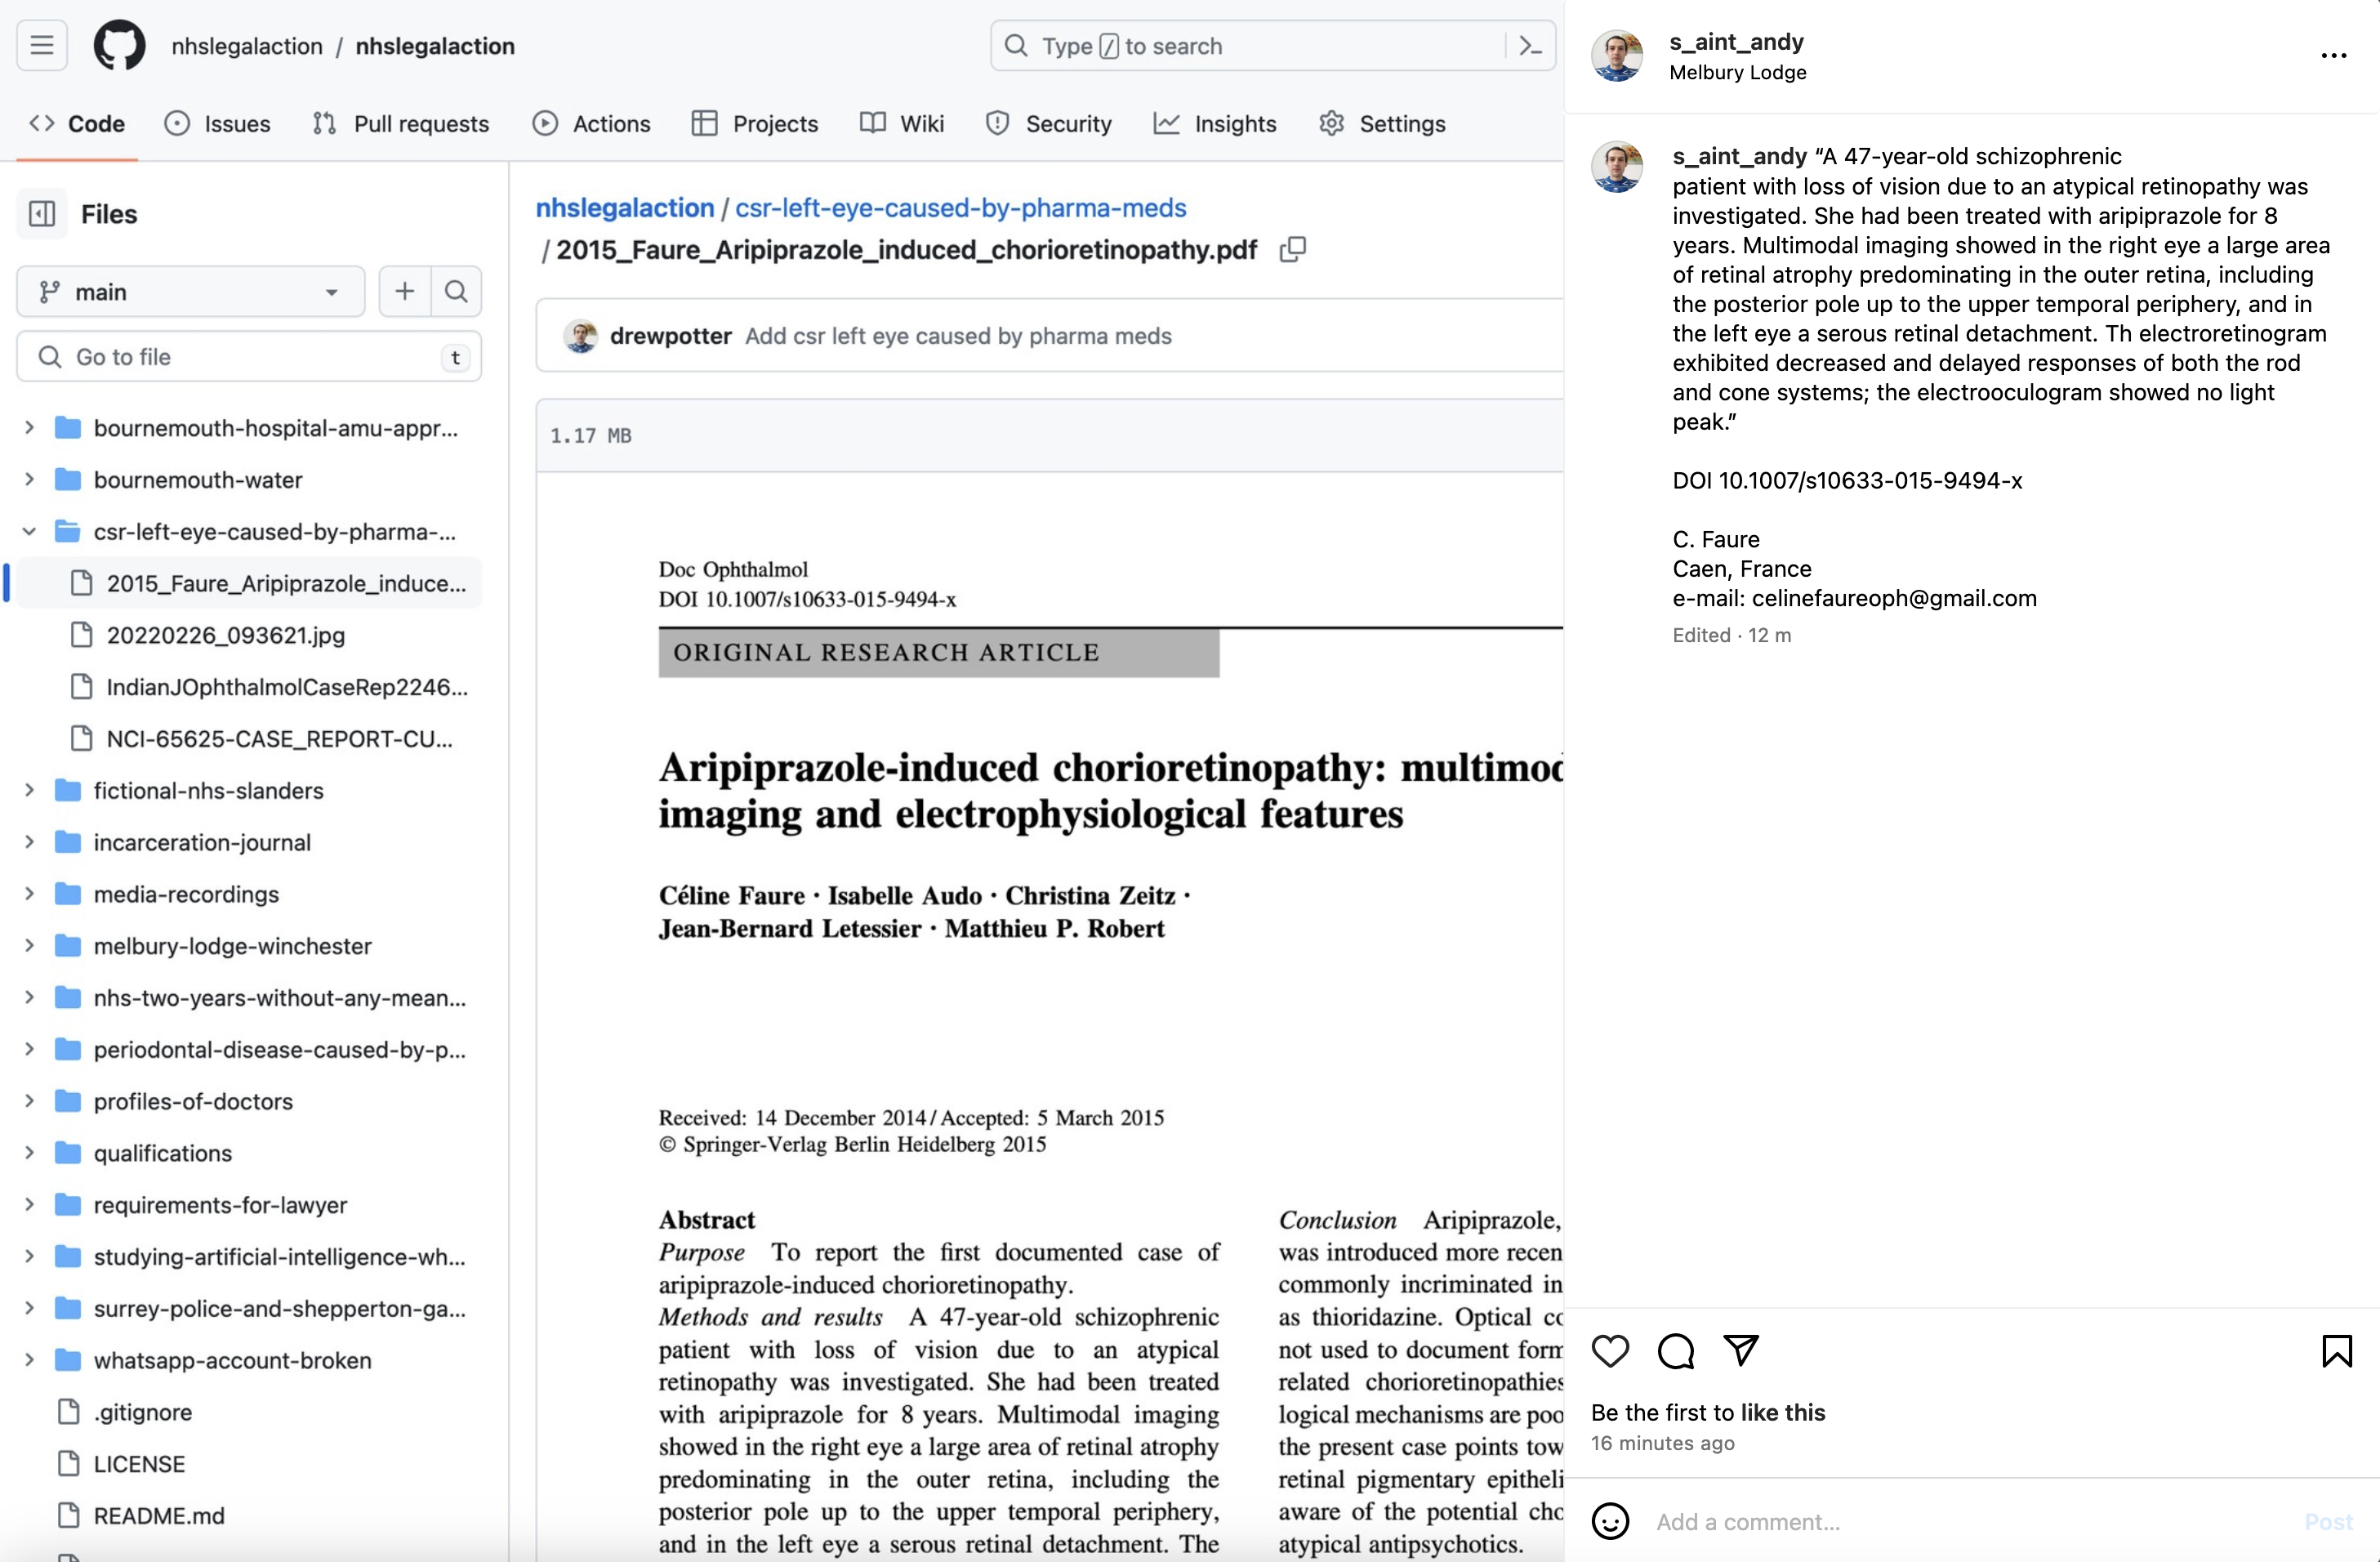 nhslegalaction / nhslegalaction
Type / to search
Code
Issues
Pull requests
Actions
Projects
Wiki
Security
Insights
Settings
Files
main
Go to file
t
bournemouth-hospital-amu-appr...
bournemouth-water
csr-left-eye-caused-by-pharma-...
2015_Faure_Aripiprazole_induce...
20220226_093621.jpg
IndianJOphthalmolCaseRep2246...
NCI-65625-CASE_REPORT-CU...
fictional-nhs-slanders
incarceration-journal
media-recordings
melbury-lodge-winchester
nhs-two-years-without-any-mean...
periodontal-disease-caused-by-p...
profiles-of-doctors
qualifications
requirements-for-lawyer
studying-artificial-intelligence-wh...
surrey-police-and-shepperton-ga...
whatsapp-account-broken
.gitignore
LICENSE
README.md
nhslegalaction / csr-left-eye-caused-by-pharma-meds
/ 2015_Faure_Aripiprazole_induced_chorioretinopathy.pdf
drewpotter Add csr left eye caused by pharma meds
1.17 MB
Doc Ophthalmol
DOI 10.1007/s10633-015-9494-x
ORIGINAL RESEARCH ARTICLE
Aripiprazole-induced chorioretinopathy: multimod
imaging and electrophysiological features
Céline Faure · Isabelle Audo · Christina Zeitz ·
Jean-Bernard Letessier · Matthieu P. Robert
Received: 14 December 2014 / Accepted: 5 March 2015
© Springer-Verlag Berlin Heidelberg 2015
Abstract
Purpose To report the first documented case of
aripiprazole-induced chorioretinopathy.
Methods and results A 47-year-old schizophrenic
patient with loss of vision due to an atypical
retinopathy was investigated. She had been treated
with aripiprazole for 8 years. Multimodal imaging
showed in the right eye a large area of retinal atrophy
predominating in the outer retina, including the
posterior pole up to the upper temporal periphery,
and in the left eye a serous retinal detachment. The
Conclusion Aripiprazole,
was introduced more recen
commonly incriminated in
as thioridazine. Optical co
not used to document form
related chorioretinopathies
logical mechanisms are poo
the present case points tow
retinal pigmentary epitheli
aware of the potential cho
atypical antipsychotics.
s_aint_andy
Melbury Lodge
s_aint_andy “A 47-year-old schizophrenic
patient with loss of vision due to an atypical retinopathy was
investigated. She had been treated with aripiprazole for 8
years. Multimodal imaging showed in the right eye a large area
of retinal atrophy predominating in the outer retina, including
the posterior pole up to the upper temporal periphery, and in
the left eye a serous retinal detachment. Th electroretinogram
exhibited decreased and delayed responses of both the rod
and cone systems; the electrooculogram showed no light
peak.”
DOI 10.1007/s10633-015-9494-x
C. Faure
Caen, France
e-mail: celinefaureoph@gmail.com
Edited · 12 m
Be the first to like this
16 minutes ago
Add a comment...
Post